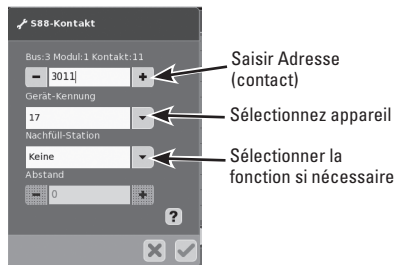 S88-Kontakt
Bus:3 Modul:1 Kontakt:11
− 3011 +
Saisir Adresse
(contact)
Gerät-Kennung
17
Sélectionnez appareil
Nachfüll-Station
Keine
Sélectionner la
fonction si nécessaire
Abstand
− 0 +
?